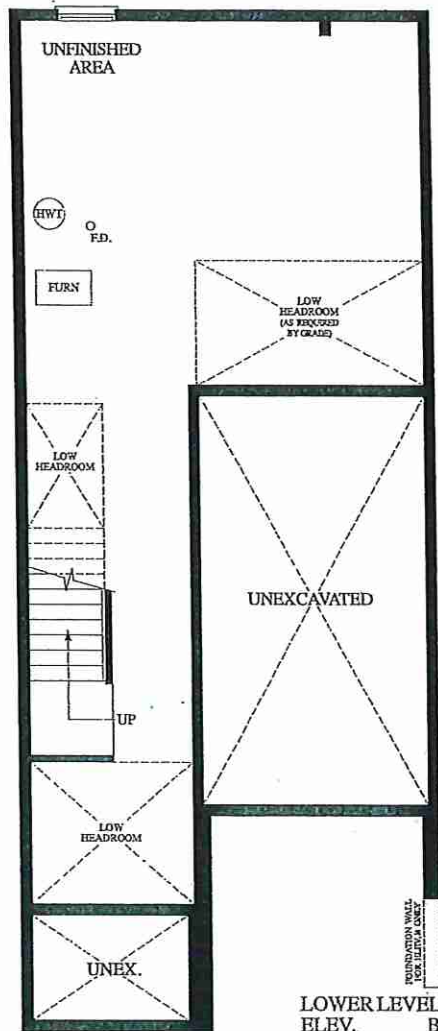 UNFINISHED
AREA
HWT
F.D.
FURN
LOW
HEADROOM
(AS REQUIRED
BY GRADE)
LOW
HEADROOM
UNEXCAVATED
UP
LOW
HEADROOM
FOUNDATION WALL
FOR ELEV. B ONLY
UNEX.
LOWER LEVEL
ELEV. B